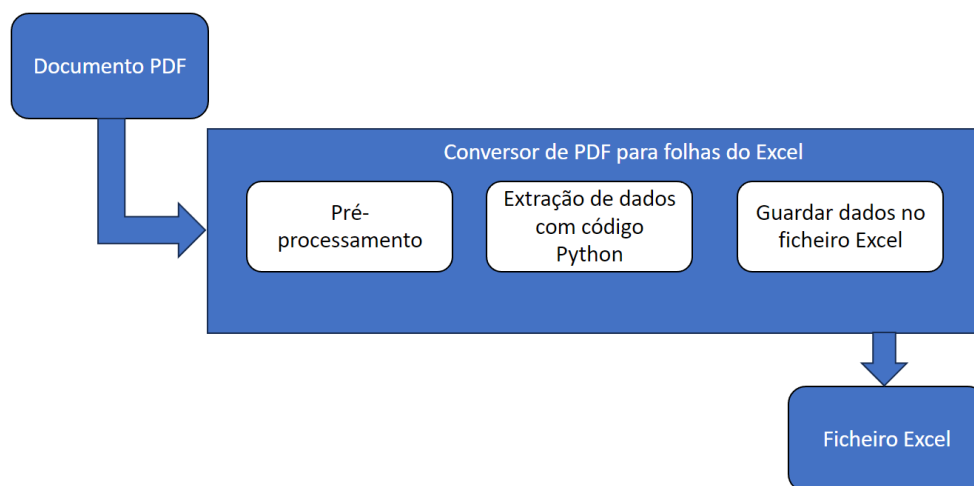 Documento PDF
Conversor de PDF para folhas do Excel
Pré-
processamento
Extração de dados
com código
Python
Guardar dados no
ficheiro Excel
Ficheiro Excel